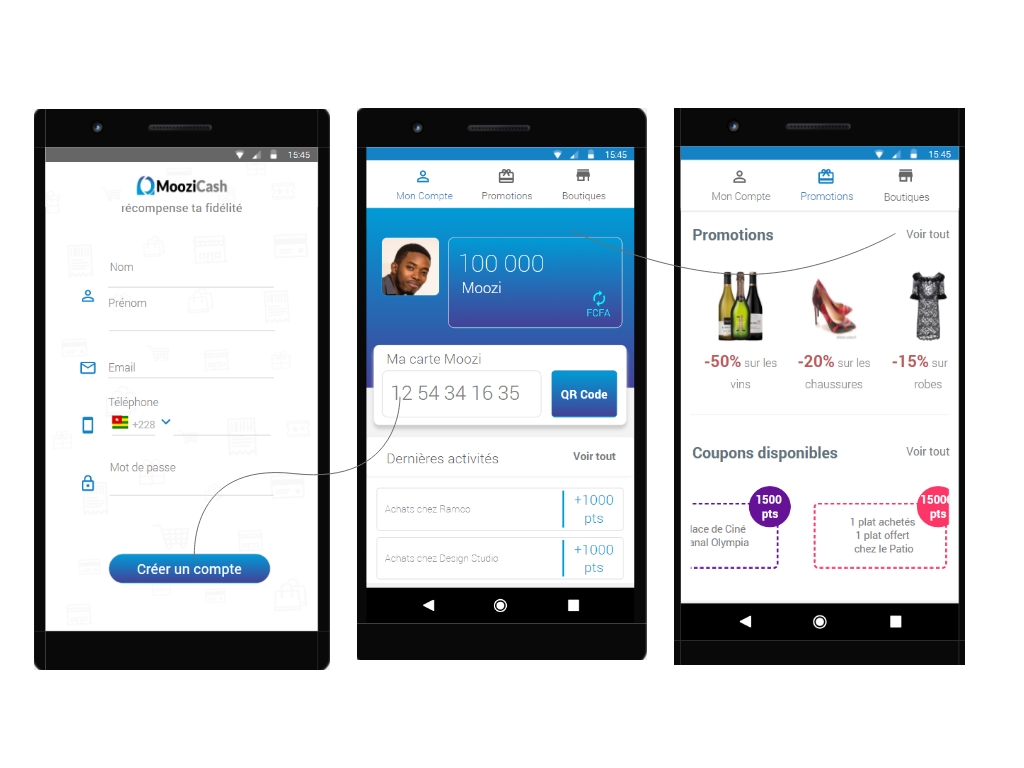 15:45
MooziCash
récompense ta fidélité
Nom
Prénom
Email
Téléphone
+228
Mot de passe
Créer un compte
15:45
Mon Compte
Promotions
Boutiques
100 000
Moozi
FCFA
Ma carte Moozi
12 54 34 16 35
QR Code
Dernières activités
Voir tout
Achats chez Ramco
+1000
pts
Achats chez Design Studio
+1000
pts
15:45
Mon Compte
Promotions
Boutiques
Promotions
Voir tout
-50% sur les
vins
-20% sur les
chaussures
-15% sur
robes
Coupons disponibles
Voir tout
1500
pts
lace de Ciné
anal Olympia
15000
pts
1 plat achetés
1 plat offert
chez le Patio